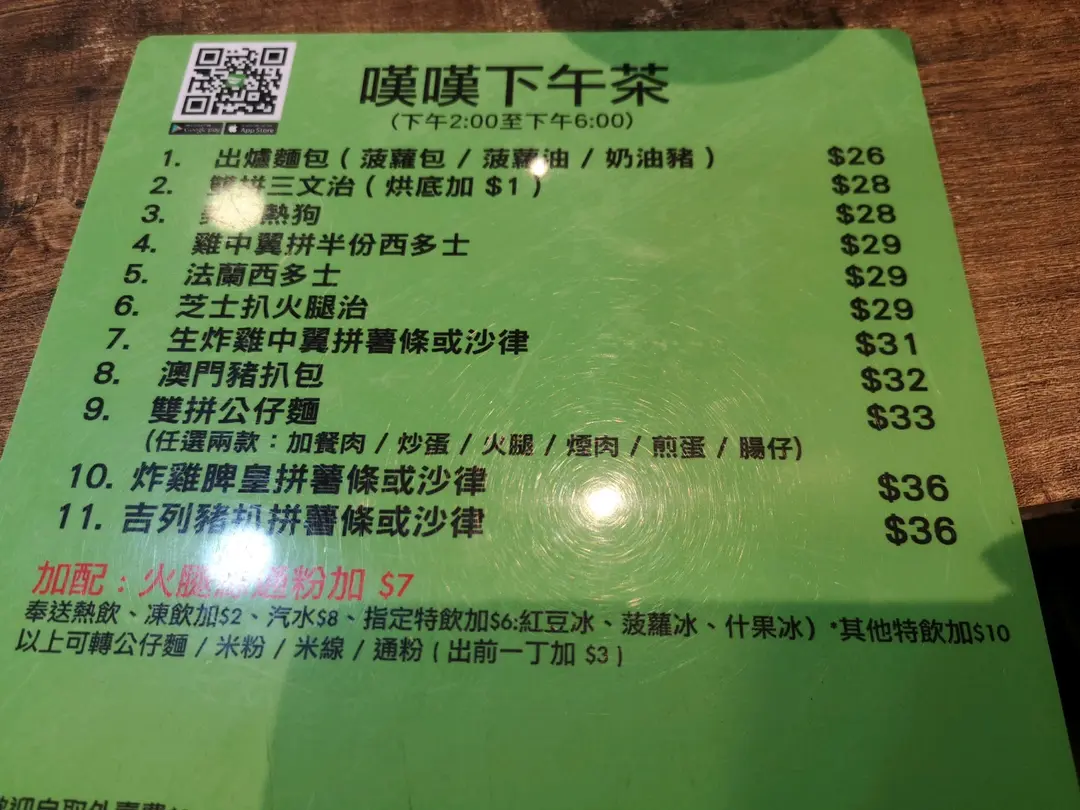 嘆嘆下午茶
(下午2:00至下午6:00)
Google play App Store
1. 出爐麵包 ( 菠蘿包 / 菠蘿油 / 奶油豬 ) $26
2. 雙拼三文治 ( 烘底加 $1 ) $28
3. 熱狗 $28
4. 雞中翼拼半份西多士 $29
5. 法蘭西多士 $29
6. 芝士扒火腿治 $29
7. 生炸雞中翼拼薯條或沙律 $31
8. 澳門豬扒包 $32
9. 雙拼公仔麵 $33
(任選兩款：加餐肉 / 炒蛋 / 火腿 / 煙肉 / 煎蛋 / 腸仔)
10. 炸雞脾皇拼薯條或沙律 $36
11. 吉列豬扒拼薯條或沙律 $36
加配：火腿通粉加 $7
奉送熱飲、凍飲加$2、汽水$8、指定特飲加$6:紅豆冰、菠蘿冰、什果冰) *其他特飲加$10
以上可轉公仔麵 / 米粉 / 米線 / 通粉 ( 出前一丁加 $3 )